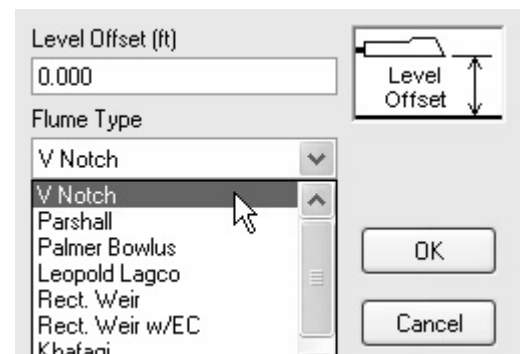 Level Offset (ft)
0.000
Level
Offset
Flume Type
V Notch
V Notch
Parshall
Palmer Bowlus
Leopold Lagco
Rect. Weir
Rect. Weir w/EC
Khafagi
OK
Cancel